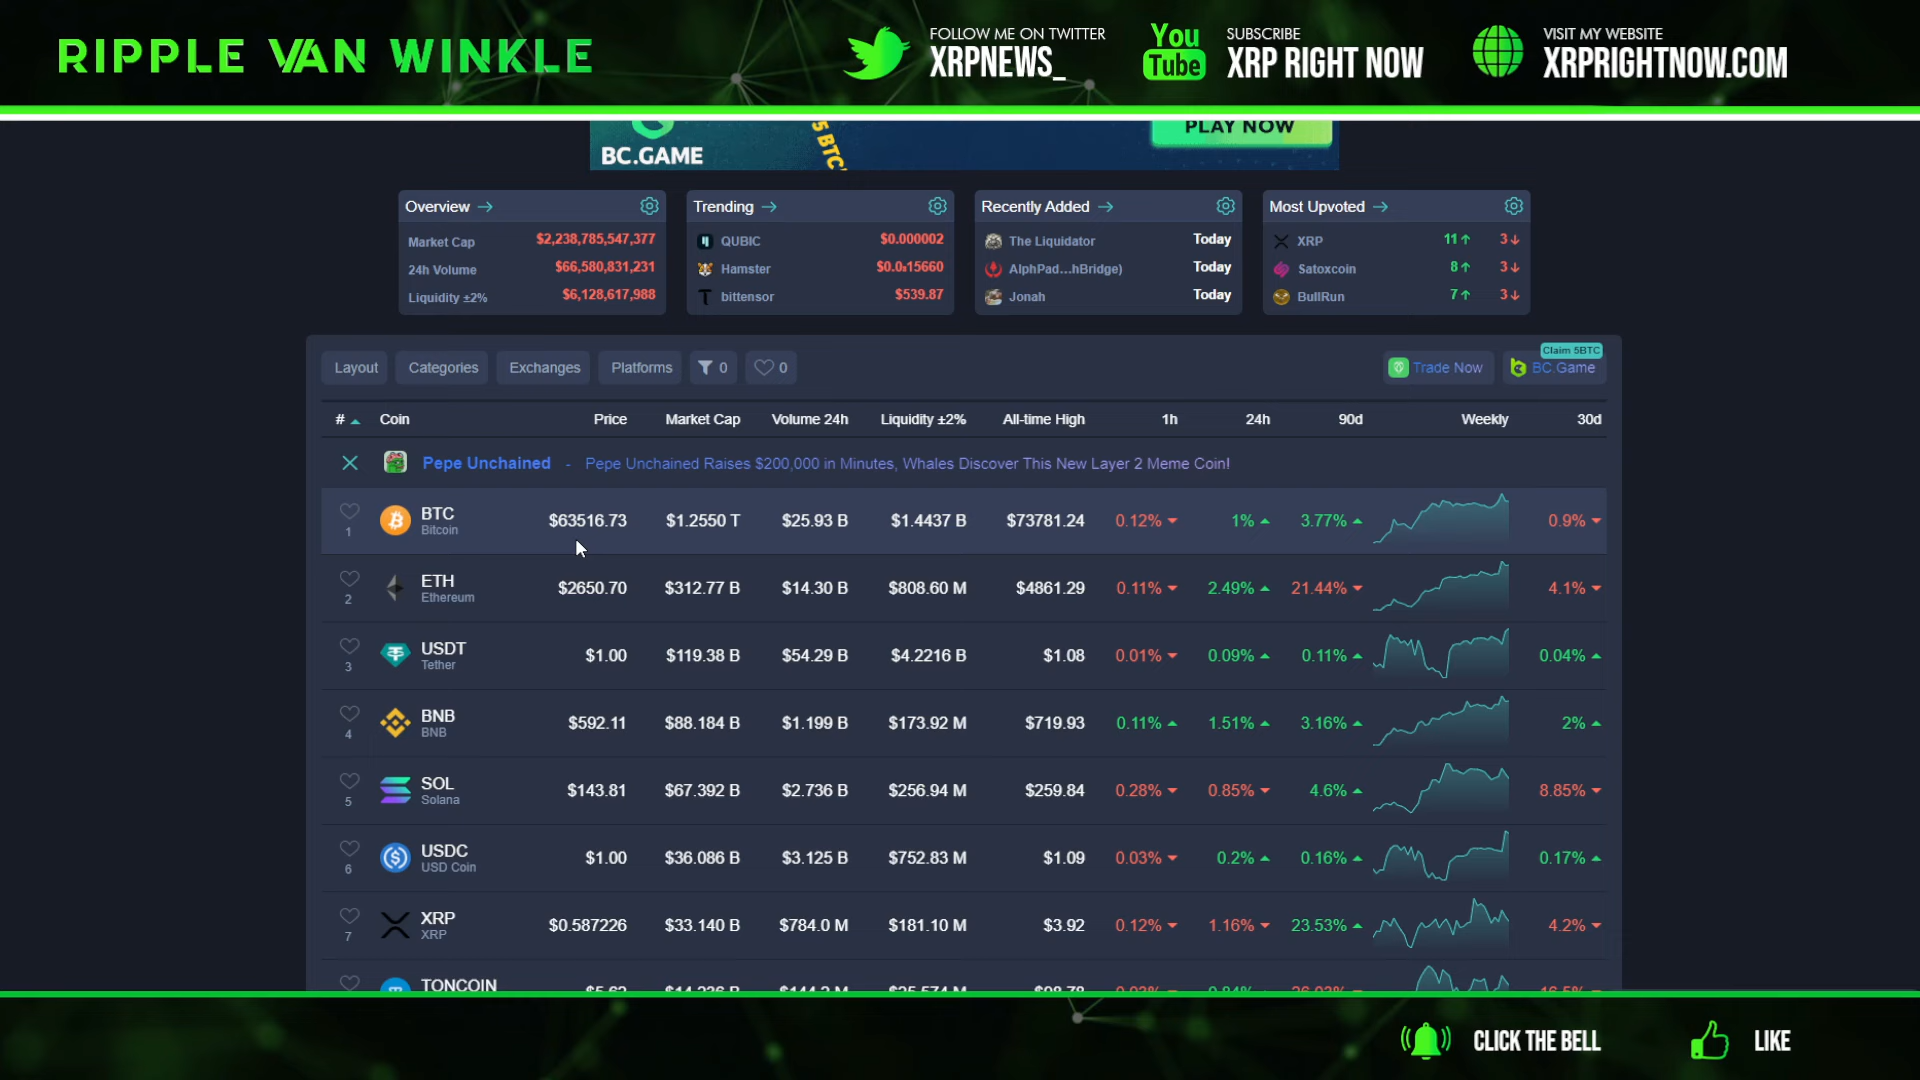 RIPPLE VAN WINKLE
FOLLOW ME ON TWITTER
XRPNEWS_
You
Tube
SUBSCRIBE
XRP RIGHT NOW
VISIT MY WEBSITE
XRPRIGHTNOW.COM
BC.GAME
5 BTC
PLAY NOW
Overview
Market Cap $2,238,785,547,377
24h Volume $66,580,831,231
Liquidity ±2% $6,128,617,988
Trending
QUBIC $0.000002
Hamster $0.0₈15660
bittensor $539.87
Recently Added
The Liquidator Today
AlphPad...hBridge) Today
Jonah Today
Most Upvoted
XRP 11↑ 3↓
Satoxcoin 8↑ 3↓
BullRun 7↑ 3↓
Layout Categories Exchanges Platforms 0 0 Trade Now BC.Game
Claim 5BTC
# Coin Price Market Cap Volume 24h Liquidity ±2% All-time High 1h 24h 90d Weekly 30d
Pepe Unchained - Pepe Unchained Raises $200,000 in Minutes, Whales Discover This New Layer 2 Meme Coin!
1 BTC $63516.73 $1.2550 T $25.93 B $1.4437 B $73781.24 0.12% 1% 3.77% 0.9%
Bitcoin
2 ETH $2650.70 $312.77 B $14.30 B $808.60 M $4861.29 0.11% 2.49% 21.44% 4.1%
Ethereum
3 USDT $1.00 $119.38 B $54.29 B $4.2216 B $1.08 0.01% 0.09% 0.11% 0.04%
Tether
4 BNB $592.11 $88.184 B $1.199 B $173.92 M $719.93 0.11% 1.51% 3.16% 2%
BNB
5 SOL $143.81 $67.392 B $2.736 B $256.94 M $259.84 0.28% 0.85% 4.6% 8.85%
Solana
6 USDC $1.00 $36.086 B $3.125 B $752.83 M $1.09 0.03% 0.2% 0.16% 0.17%
USD Coin
7 XRP $0.587226 $33.140 B $784.0 M $181.10 M $3.92 0.12% 1.16% 23.53% 4.2%
XRP
TONCOIN
CLICK THE BELL
LIKE